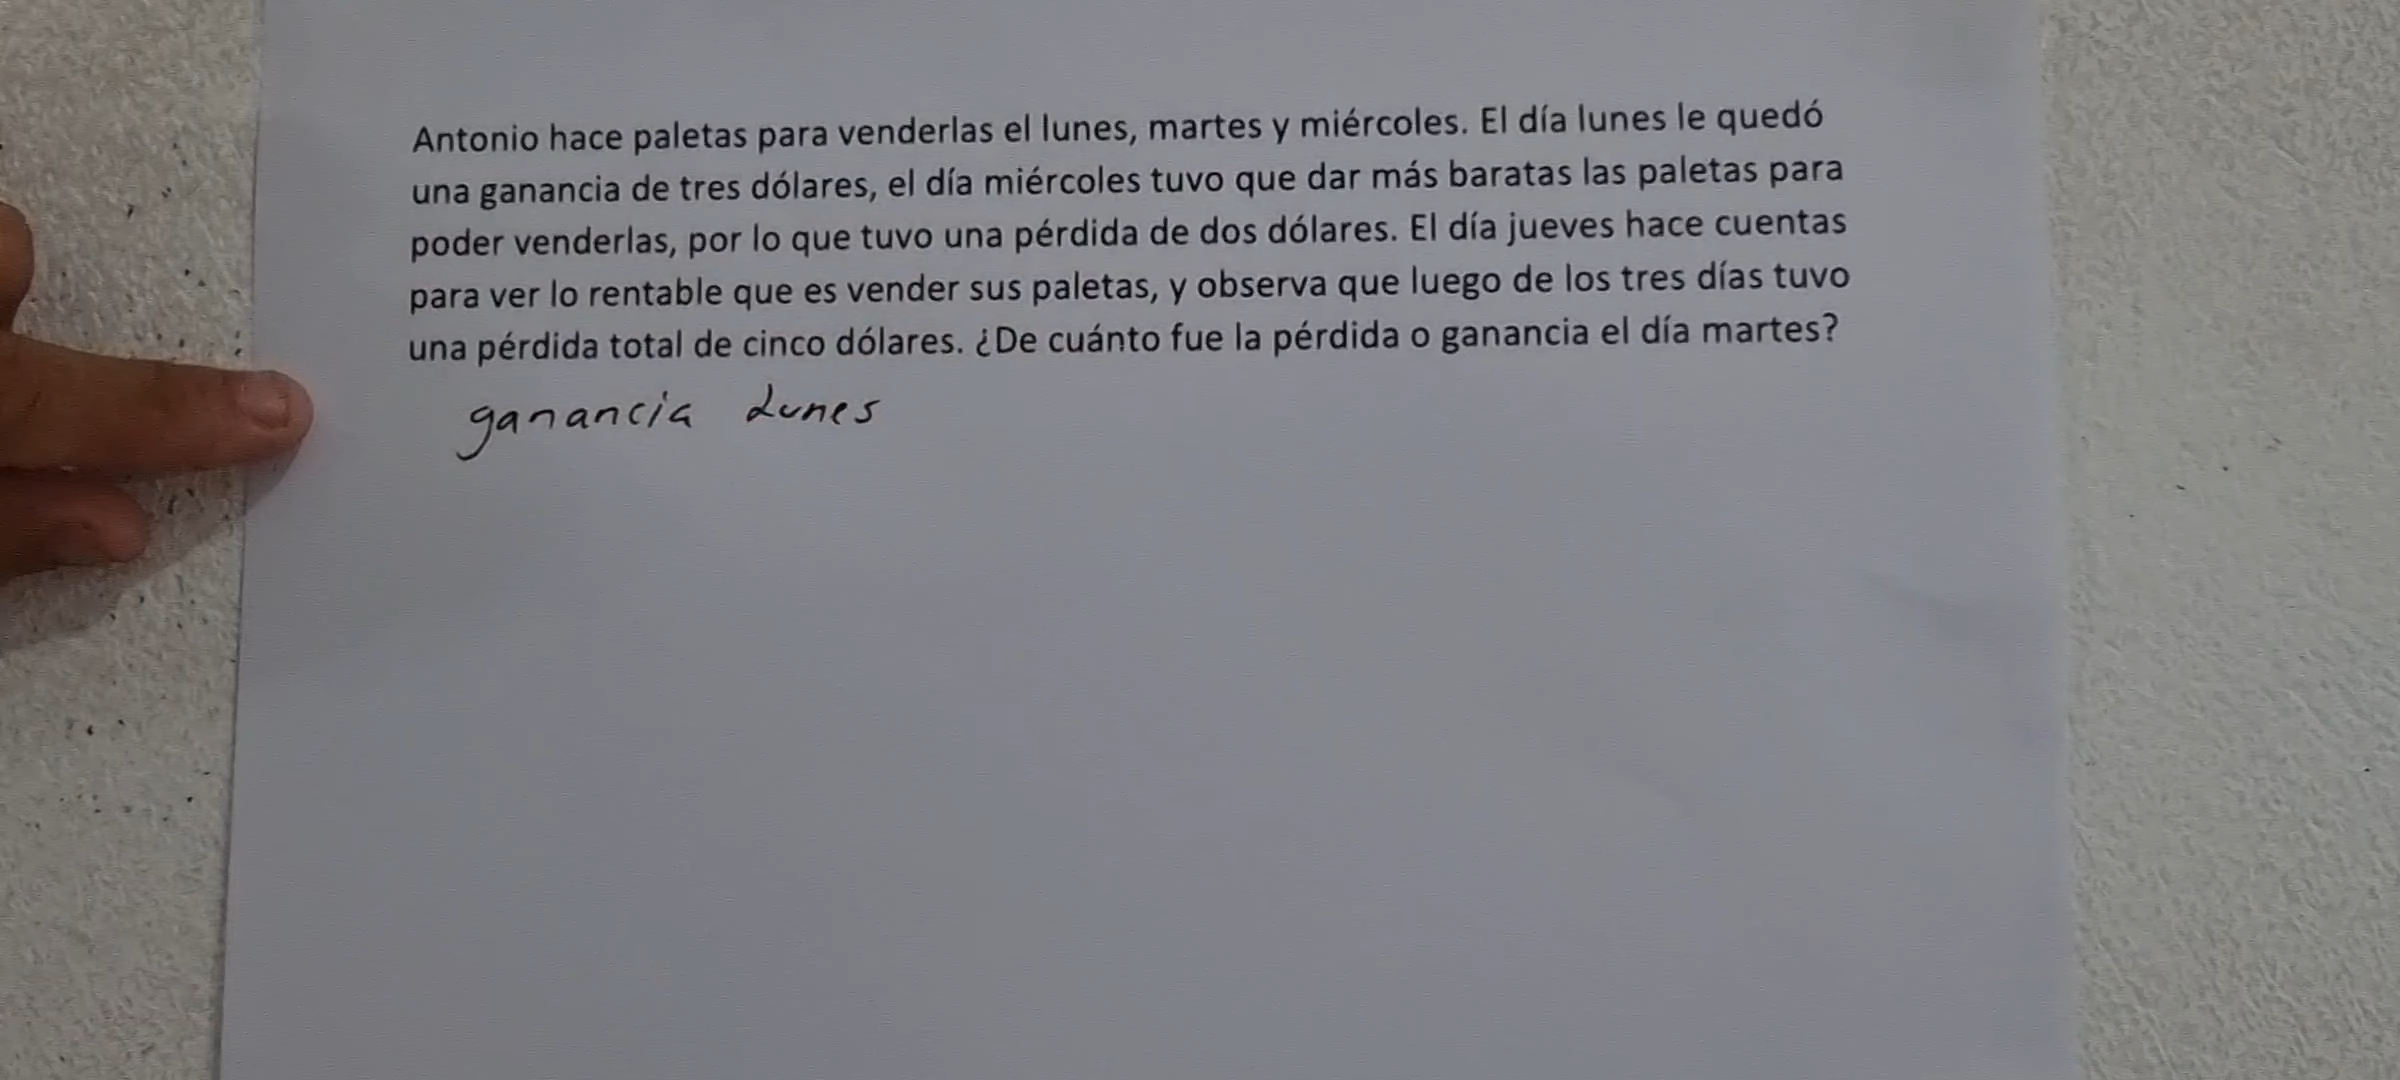 Antonio hace paletas para venderlas el lunes, martes y miércoles. El día lunes le quedó
una ganancia de tres dólares, el día miércoles tuvo que dar más baratas las paletas para
poder venderlas, por lo que tuvo una pérdida de dos dólares. El día jueves hace cuentas
para ver lo rentable que es vender sus paletas, y observa que luego de los tres días tuvo
una pérdida total de cinco dólares. ¿De cuánto fue la pérdida o ganancia el día martes?
ganancia Lunes